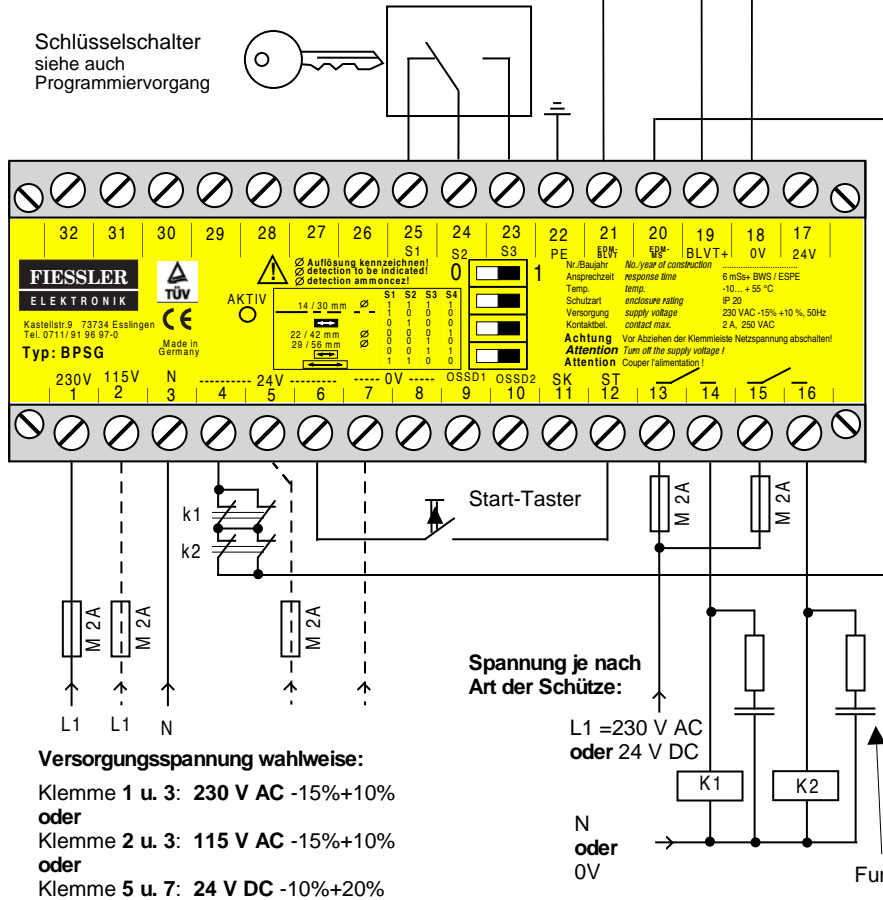 Schlüsselschalter
siehe auch
Programmiervorgang
32 31 30 29 28 27 26 25 24 23 22 21 20 19 18 17
S1 S2 S3 PE EDM-BLVT EDM-MS BLVT+ 0V 24V
FIESSLER
ELEKTRONIK
Kastellstr.9 73734 Esslingen
Tel. 0711/ 91 96 97-0
Typ: BPSG
TÜV
CE
Made in
Germany
AKTIV
Ø Auflösung kennzeichnen!
Ø detection to be indicated!
Ø detection ammoncez!
0 1
S1 S2 S3 S4
14 / 30 mm Ø 1 1 1 1
1 0 0 0
0 1 0 0
22 / 42 mm Ø 0 0 1 0
29 / 56 mm Ø 0 0 0 1
0 0 1 1
1 1 0 0
Nr./Baujahr No./year of construction ............................
Ansprechzeit response time 6 mSs+ BWS / ESPE
Temp. temp. -10... + 55 °C
Schutzart enclosure rating IP 20
Versorgung supply voltage 230 VAC -15% +10 %, 50Hz
Kontaktbel. contact max. 2 A, 250 VAC
Achtung Vor Abziehen der Klemmleiste Netzspannung abschalten!
Attention Turn off the supply voltage !
Attention Couper l'alimentation !
230V 115V N ---------- 24V --------- ----- 0V ----- OSSD1 OSSD2 SK ST
1 2 3 4 5 6 7 8 9 10 11 12 13 14 15 16
k1
k2
Start-Taster
M 2A
M 2A
M 2A
M 2A
M 2A
L1 L1 N
Spannung je nach
Art der Schütze:
L1 =230 V AC
oder 24 V DC
K1 K2
N
oder
0V
Versorgungsspannung wahlweise:
Klemme 1 u. 3: 230 V AC -15%+10%
oder
Klemme 2 u. 3: 115 V AC -15%+10%
oder
Klemme 5 u. 7: 24 V DC -10%+20%